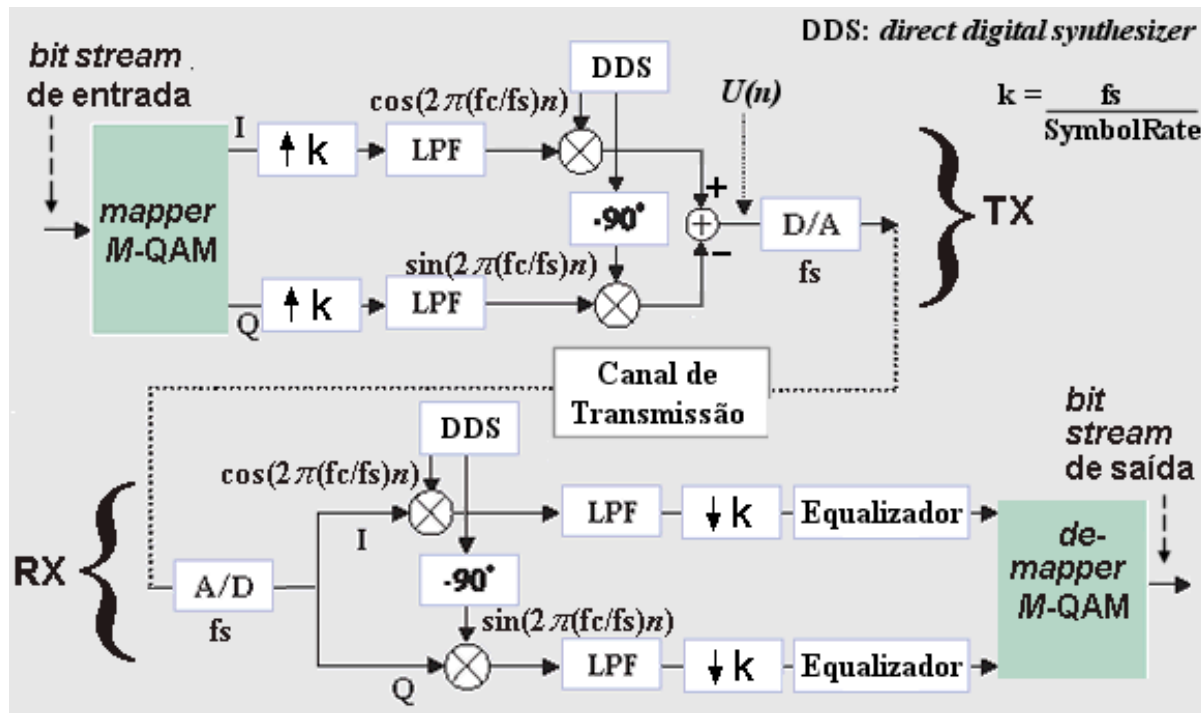 DDS: direct digital synthesizer
bit stream
de entrada
DDS
cos(2π(fc/fs)n)
U(n)
k = fs
SymbolRate
I
↑ k
LPF
mapper
M-QAM
-90°
+
−
D/A
fs
TX
sin(2π(fc/fs)n)
Q
↑ k
LPF
Canal de
Transmissão
bit
stream
de saída
DDS
cos(2π(fc/fs)n)
I
LPF
↓ k
Equalizador
RX
A/D
fs
-90°
de-
mapper
M-QAM
sin(2π(fc/fs)n)
Q
LPF
↓ k
Equalizador